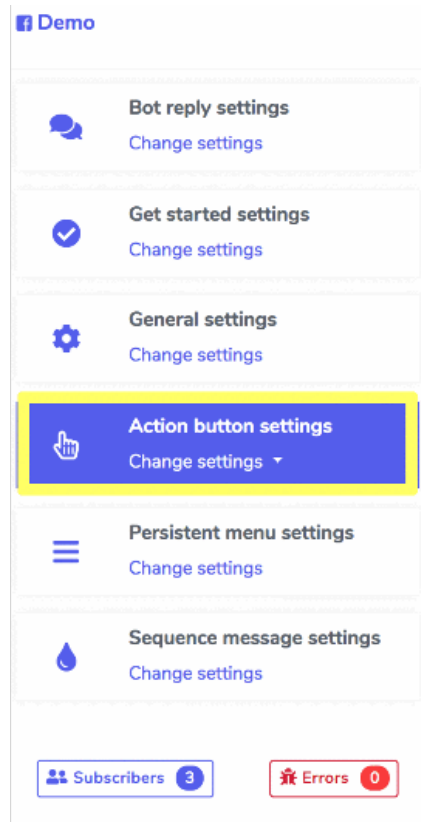 Demo
Bot reply settings
Change settings
Get started settings
Change settings
General settings
Change settings
Action button settings
Change settings
Persistent menu settings
Change settings
Sequence message settings
Change settings
Subscribers 3
Errors 0